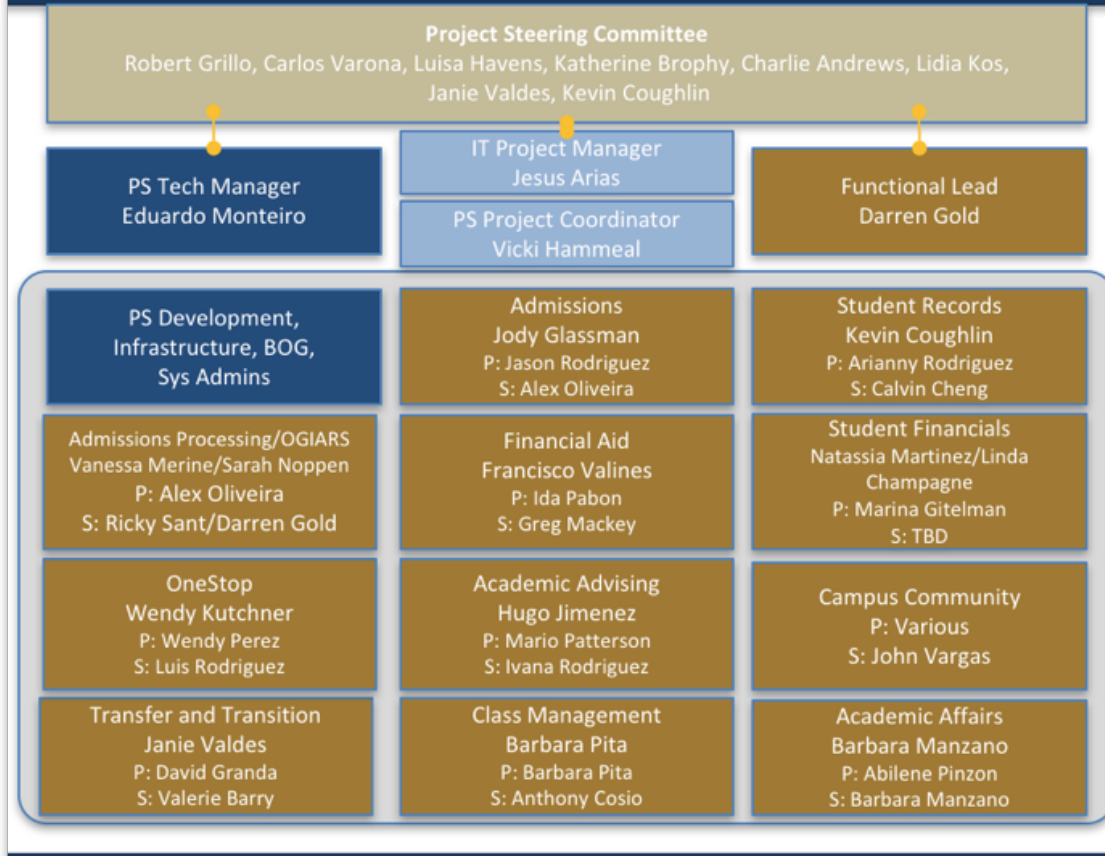 Project Steering Committee
Robert Grillo, Carlos Varona, Luisa Havens, Katherine Brophy, Charlie Andrews, Lidia Kos,
Janie Valdes, Kevin Coughlin
PS Tech Manager
Eduardo Monteiro
IT Project Manager
Jesus Arias
PS Project Coordinator
Vicki Hammeal
Functional Lead
Darren Gold
PS Development,
Infrastructure, BOG,
Sys Admins
Admissions
Jody Glassman
P: Jason Rodriguez
S: Alex Oliveira
Student Records
Kevin Coughlin
P: Arianny Rodriguez
S: Calvin Cheng
Admissions Processing/OGIARS
Vanessa Merine/Sarah Noppen
P: Alex Oliveira
S: Ricky Sant/Darren Gold
Financial Aid
Francisco Valines
P: Ida Pabon
S: Greg Mackey
Student Financials
Natassia Martinez/Linda
Champagne
P: Marina Gitelman
S: TBD
OneStop
Wendy Kutchner
P: Wendy Perez
S: Luis Rodriguez
Academic Advising
Hugo Jimenez
P: Mario Patterson
S: Ivana Rodriguez
Campus Community
P: Various
S: John Vargas
Transfer and Transition
Janie Valdes
P: David Granda
S: Valerie Barry
Class Management
Barbara Pita
P: Barbara Pita
S: Anthony Cosio
Academic Affairs
Barbara Manzano
P: Abilene Pinzon
S: Barbara Manzano